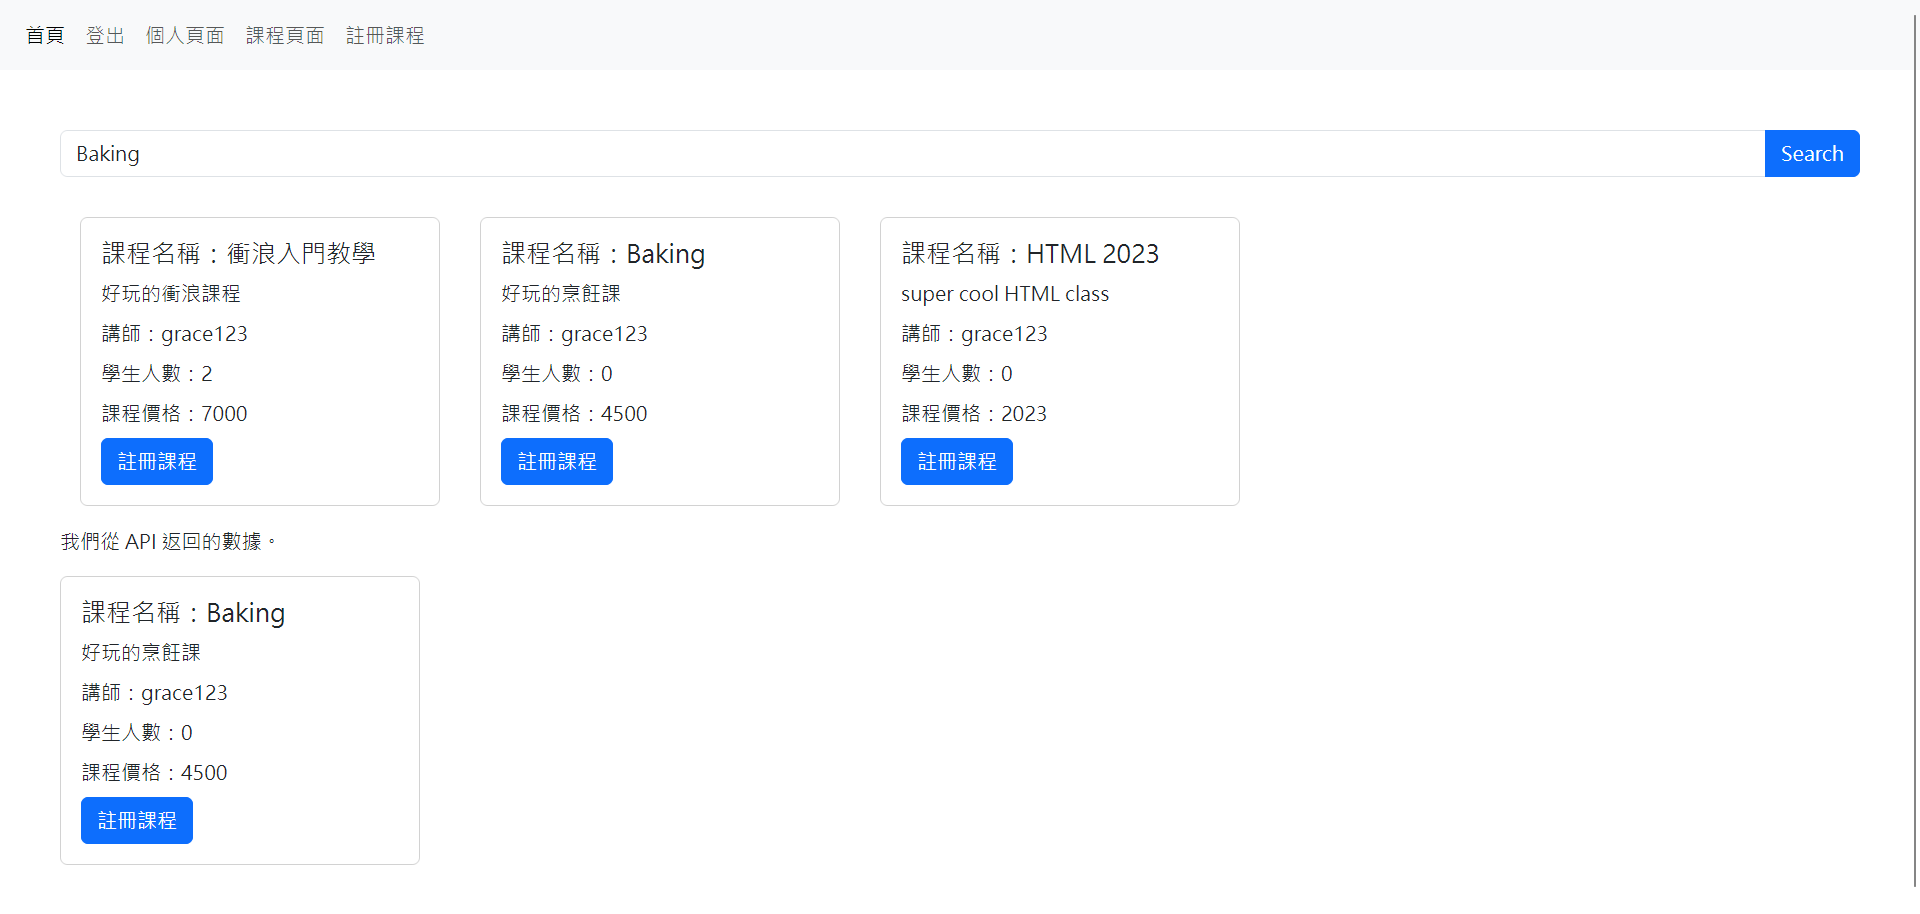 首頁 登出 個人頁面 課程頁面 註冊課程
Baking Search
課程名稱：衝浪入門教學
好玩的衝浪課程
講師：grace123
學生人數：2
課程價格：7000
註冊課程
課程名稱：Baking
好玩的烹飪課
講師：grace123
學生人數：0
課程價格：4500
註冊課程
課程名稱：HTML 2023
super cool HTML class
講師：grace123
學生人數：0
課程價格：2023
註冊課程
我們從 API 返回的數據。
課程名稱：Baking
好玩的烹飪課
講師：grace123
學生人數：0
課程價格：4500
註冊課程